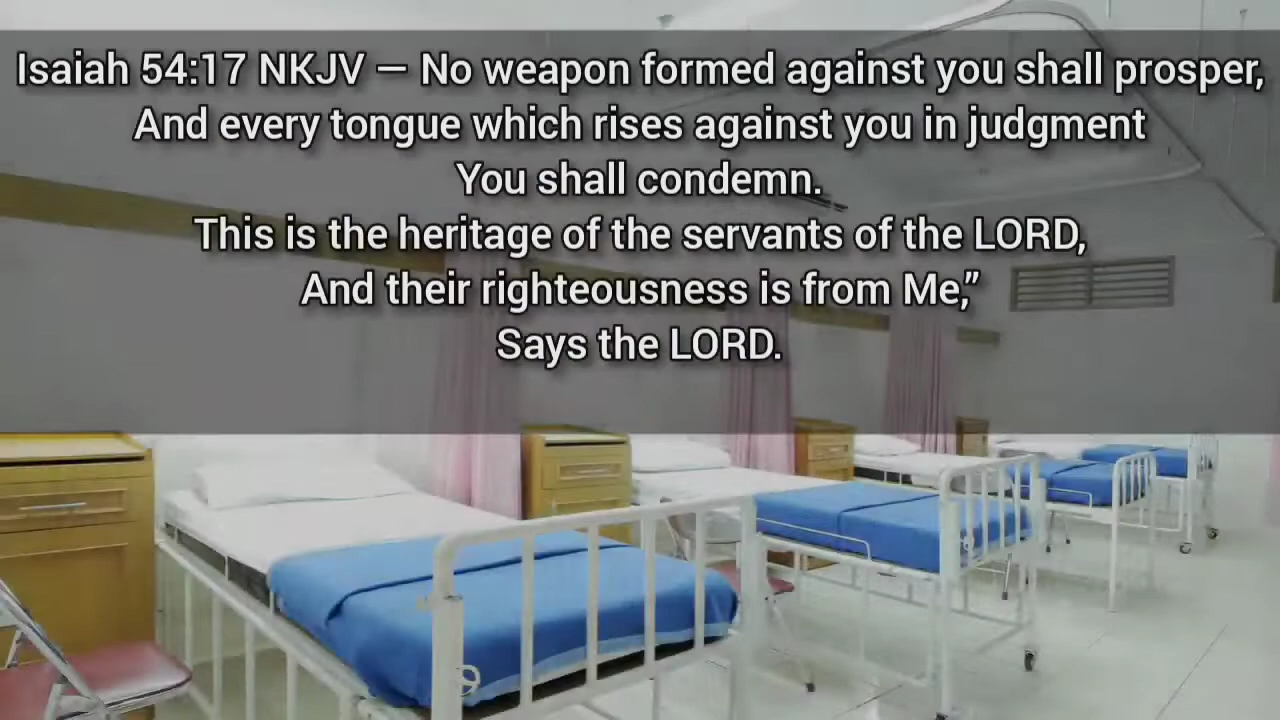 Isaiah 54:17 NKJV — No weapon formed against you shall prosper,
And every tongue which rises against you in judgment
You shall condemn.
This is the heritage of the servants of the LORD,
And their righteousness is from Me,”
Says the LORD.